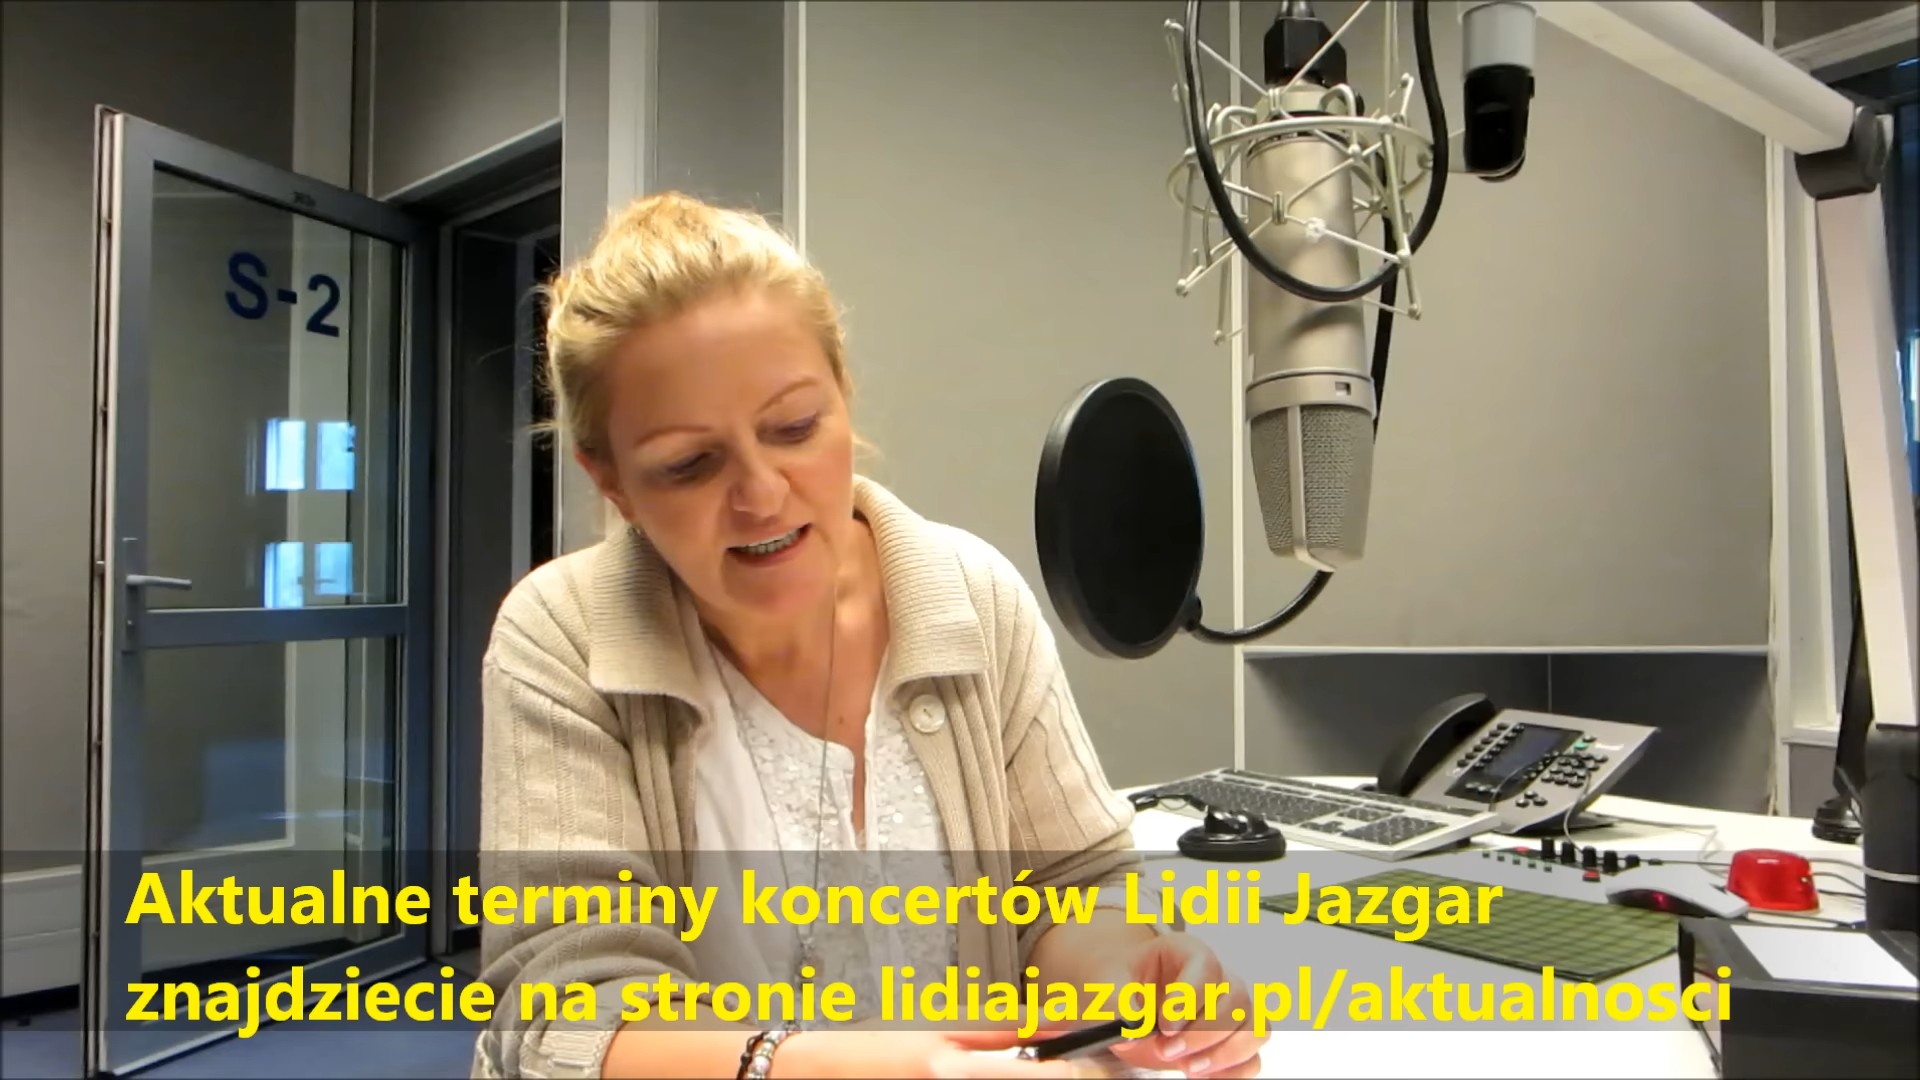 S-2
Aktualne terminy koncertów Lidii Jazgar
znajdziecie na stronie lidiajazgar.pl/aktualnosci